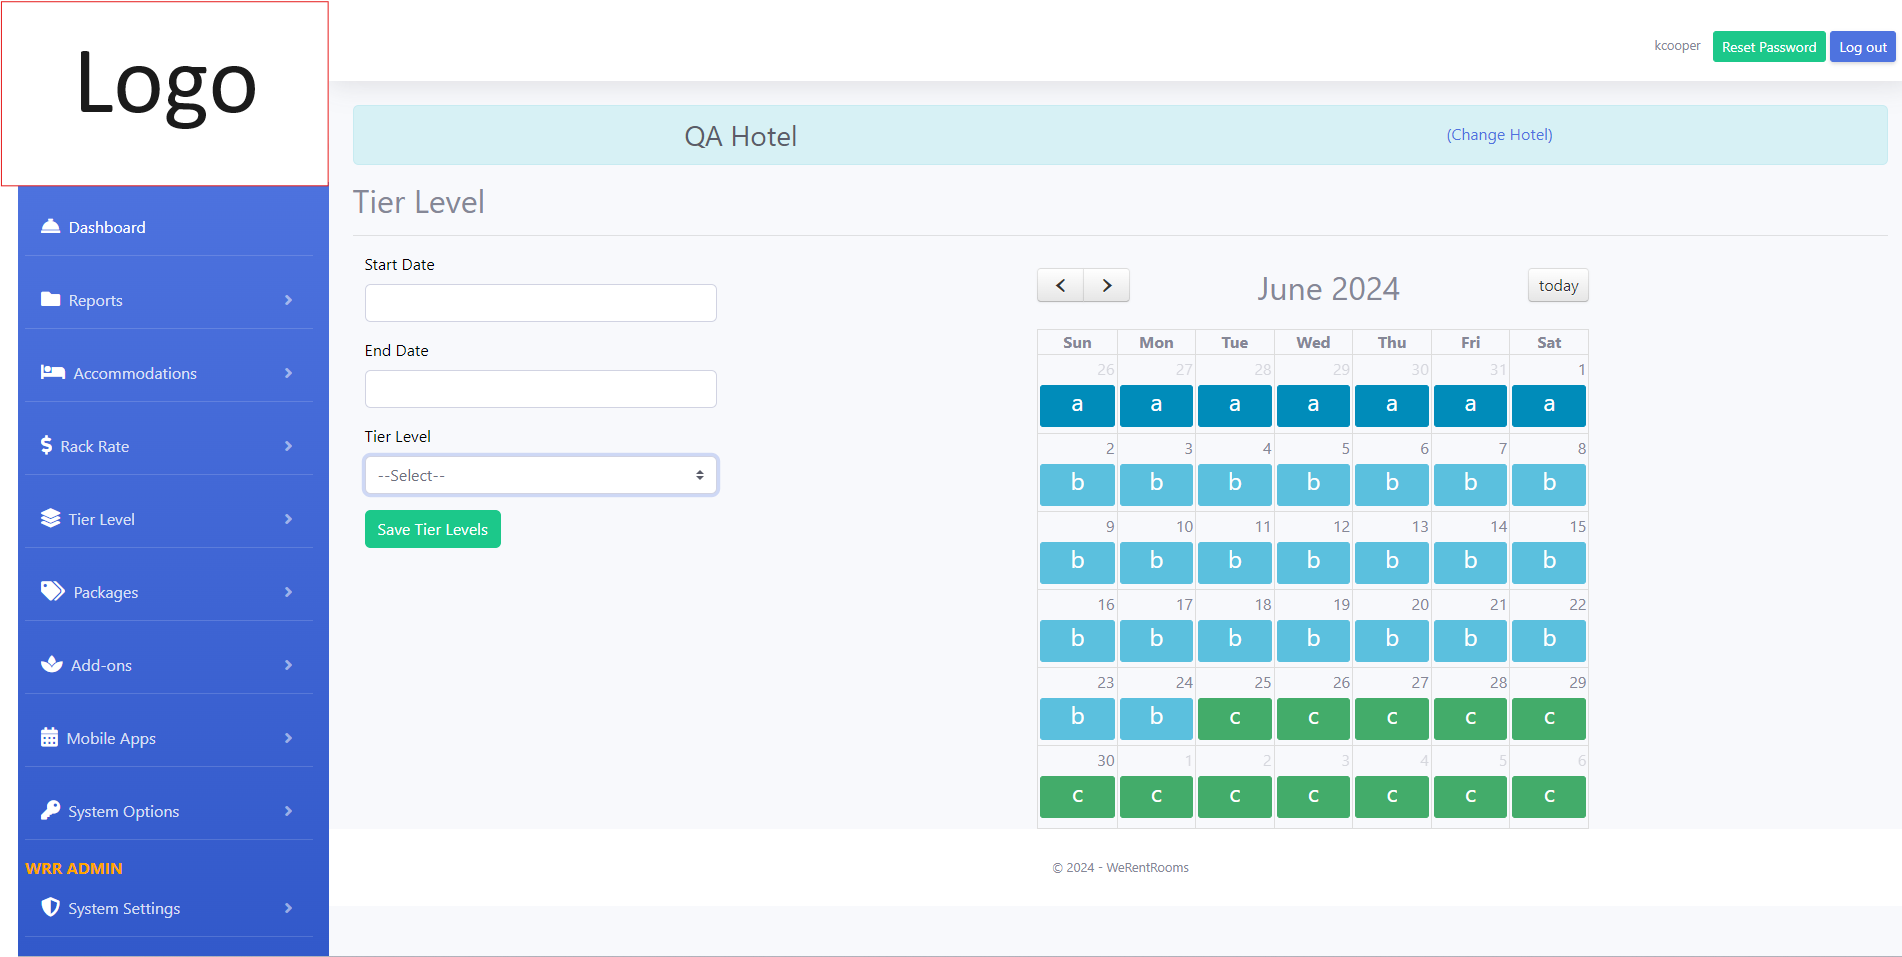 Logo
kcooper Reset Password Log out
QA Hotel (Change Hotel)
Dashboard
Reports
Accommodations
Rack Rate
Tier Level
Packages
Add-ons
Mobile Apps
System Options
WRR ADMIN
System Settings
Tier Level
Start Date
End Date
Tier Level
--Select--
Save Tier Levels
June 2024 today
Sun Mon Tue Wed Thu Fri Sat
26 27 28 29 30 31 1
a a a a a a a
2 3 4 5 6 7 8
b b b b b b b
9 10 11 12 13 14 15
b b b b b b b
16 17 18 19 20 21 22
b b b b b b b
23 24 25 26 27 28 29
b b c c c c c
30 1 2 3 4 5 6
c c c c c c c
© 2024 - WeRentRooms